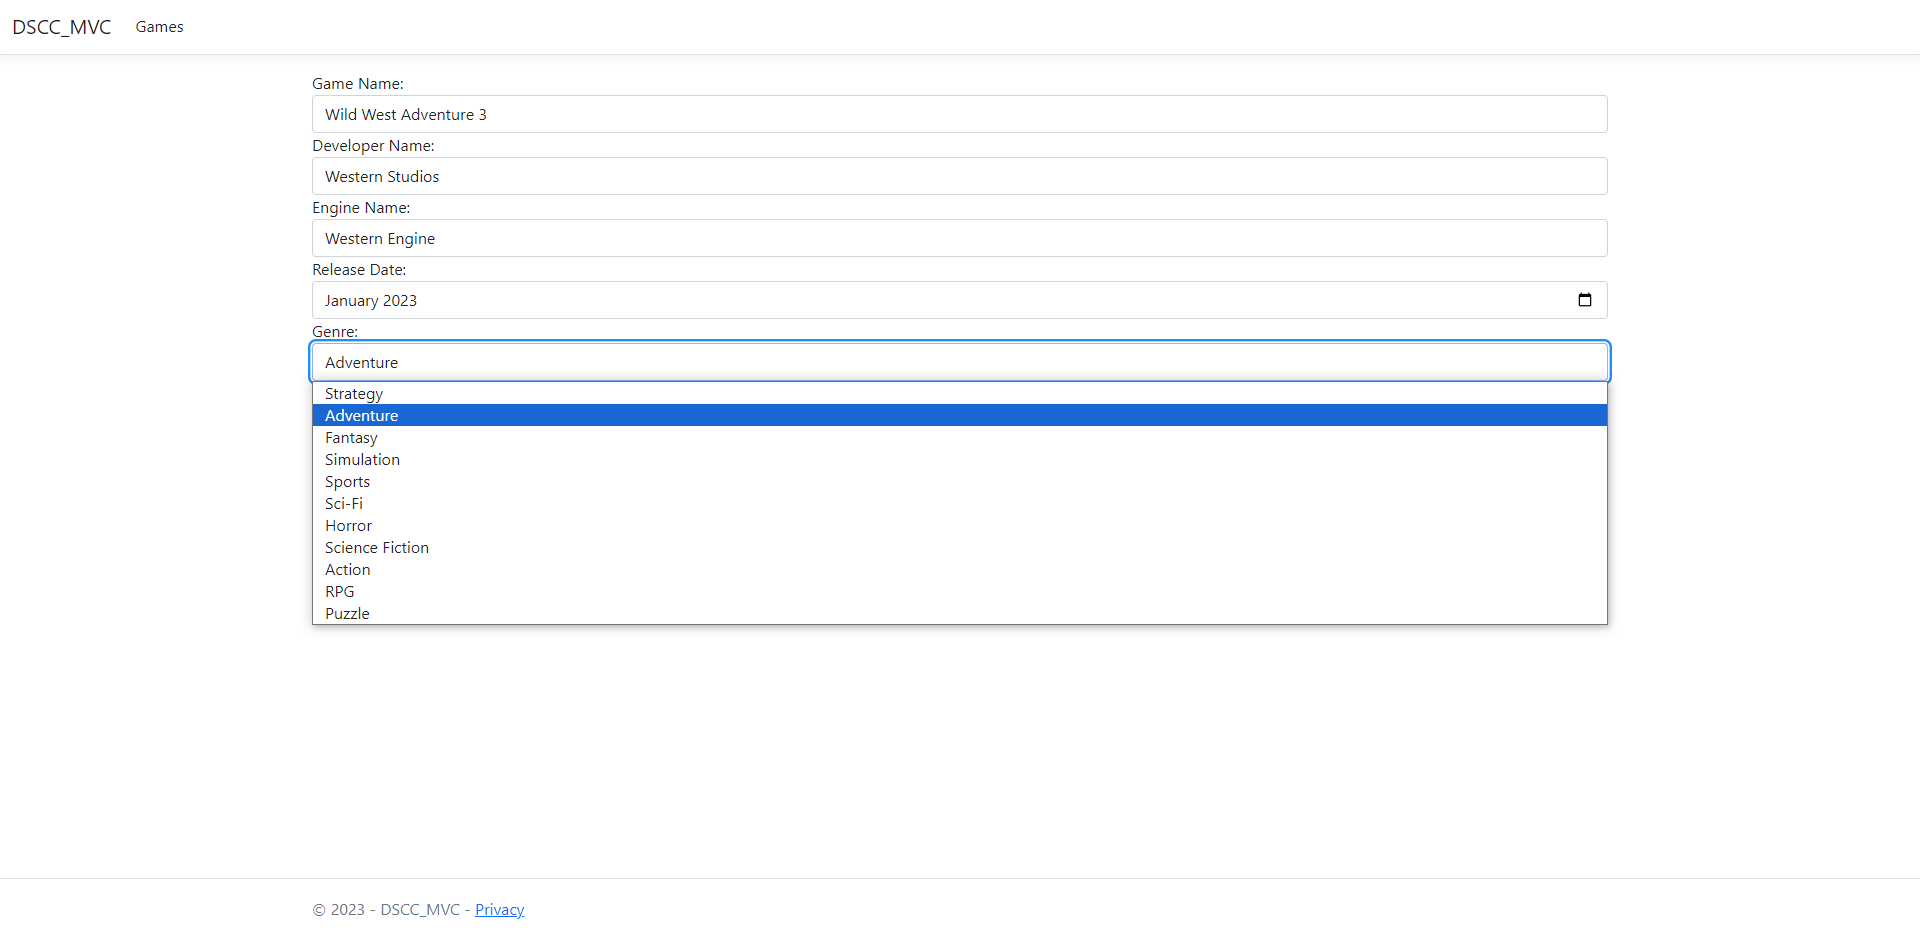 DSCC_MVC Games
Game Name:
Wild West Adventure 3
Developer Name:
Western Studios
Engine Name:
Western Engine
Release Date:
January 2023
Genre:
Adventure
Strategy
Adventure
Fantasy
Simulation
Sports
Sci-Fi
Horror
Science Fiction
Action
RPG
Puzzle
© 2023 - DSCC_MVC - Privacy